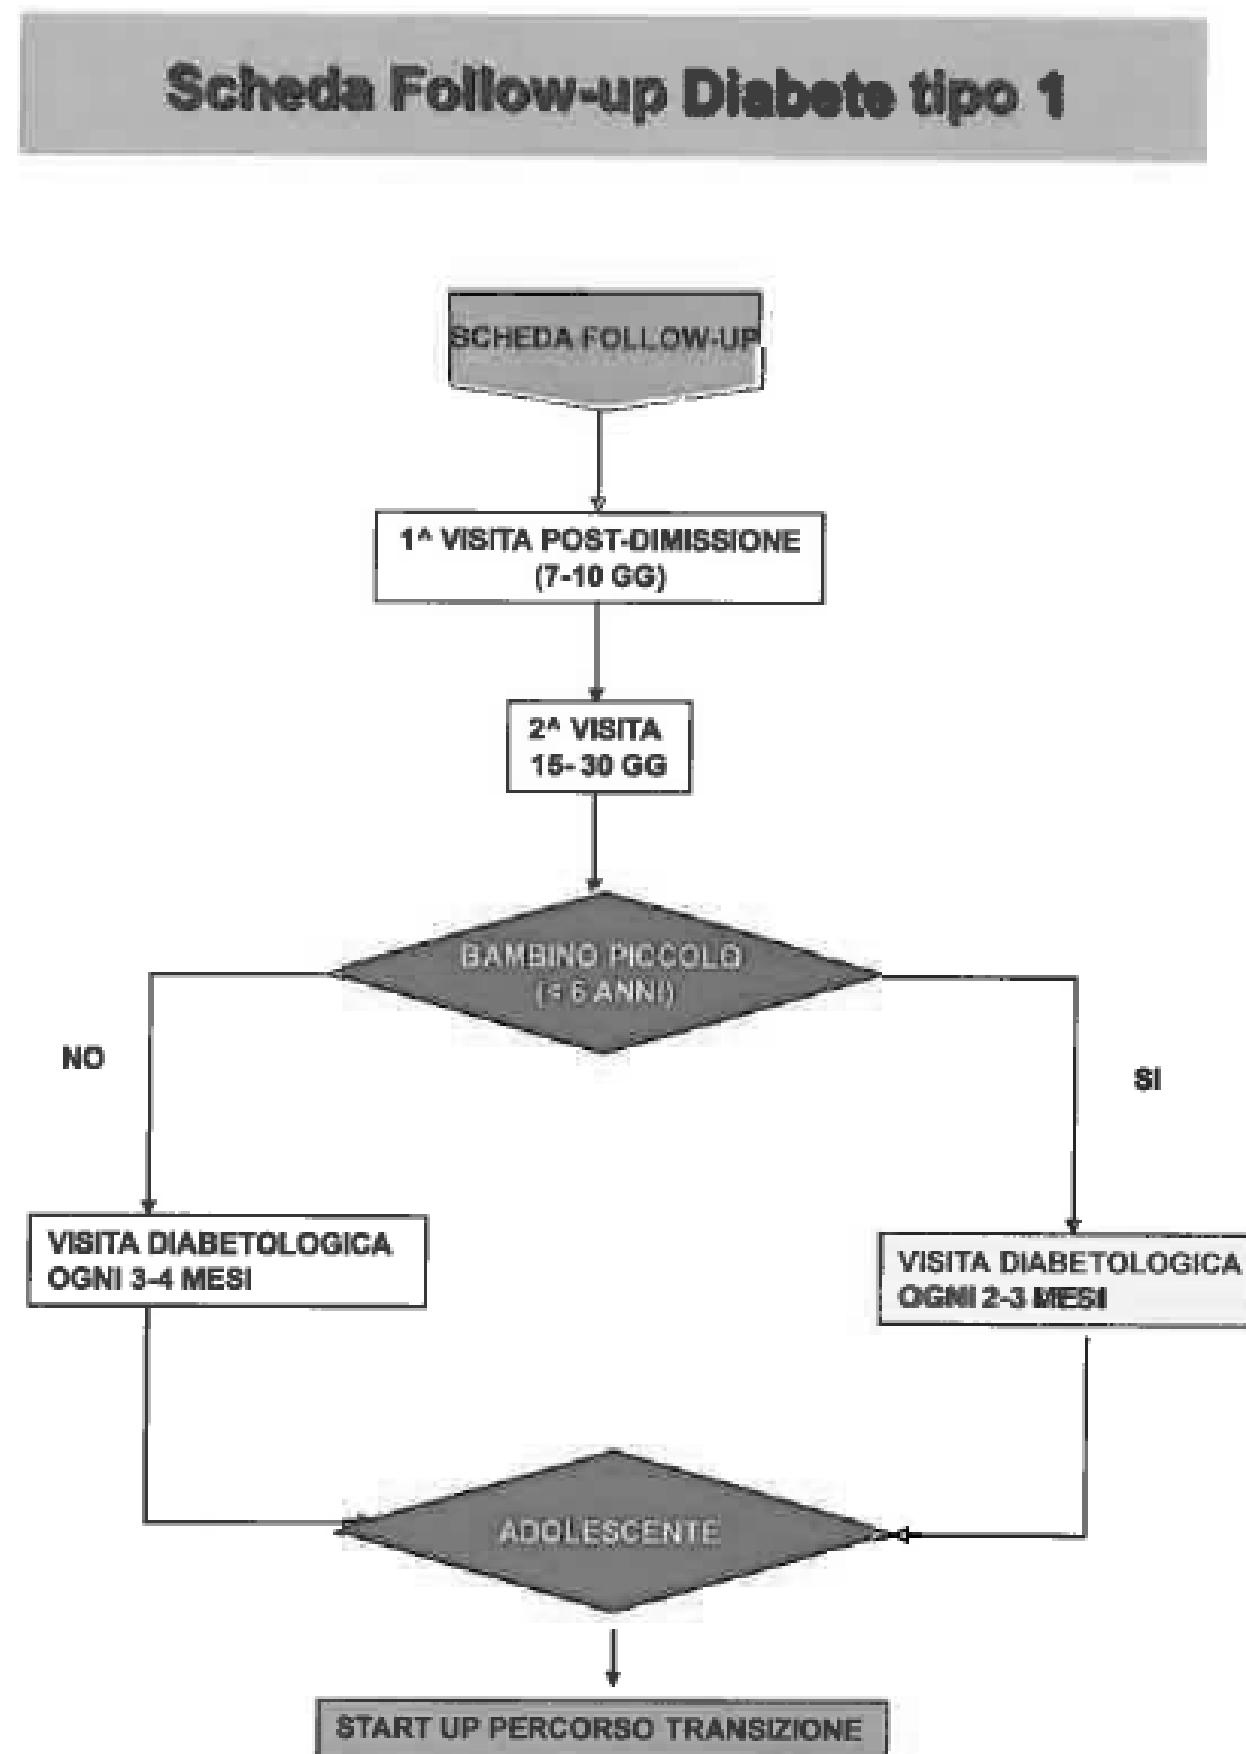 Scheda Follow-up Diabete tipo 1
SCHEDA FOLLOW-UP
1^ VISITA POST-DIMISSIONE
(7-10 GG)
2^ VISITA
15- 30 GG
BAMBINO PICCOLO
(< 6 ANNI)
NO
SI
VISITA DIABETOLOGICA
OGNI 3-4 MESI
VISITA DIABETOLOGICA
OGNI 2-3 MESI
ADOLESCENTE
START UP PERCORSO TRANSIZIONE